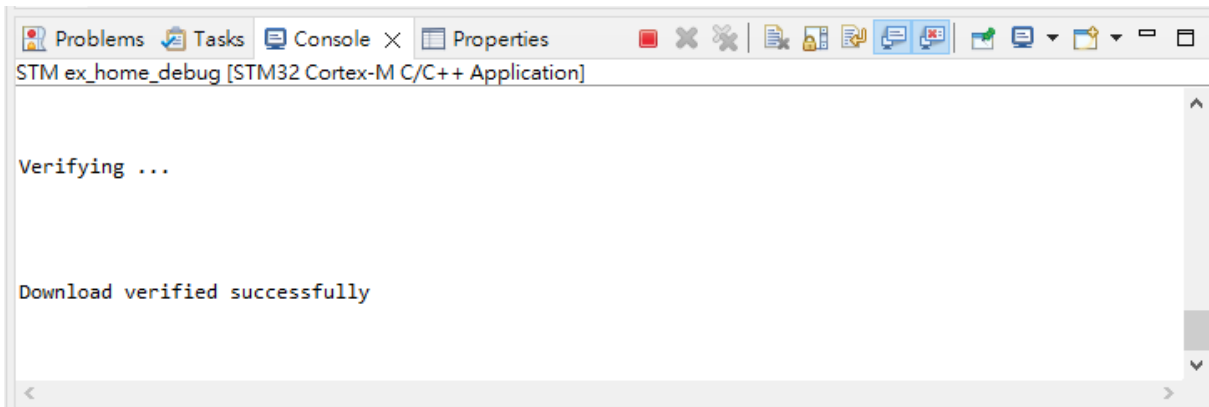 Problems Tasks Console Properties
STM ex_home_debug [STM32 Cortex-M C/C++ Application]
Verifying ...
Download verified successfully